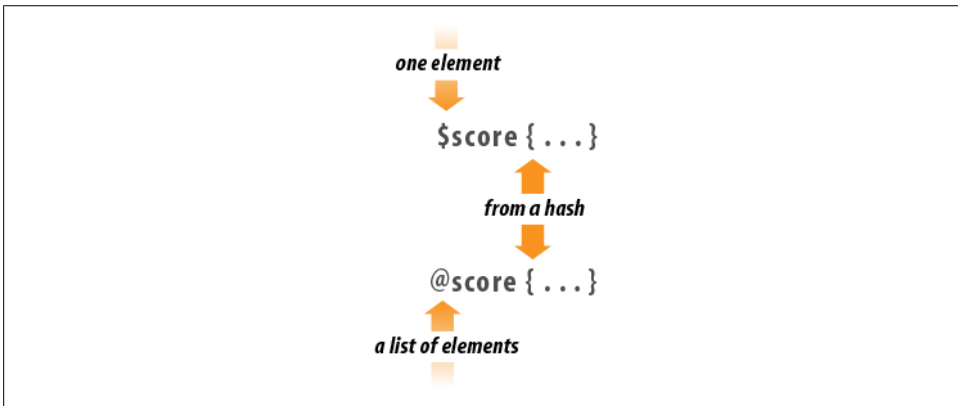 one element
$score { . . . }
from a hash
@score { . . . }
a list of elements